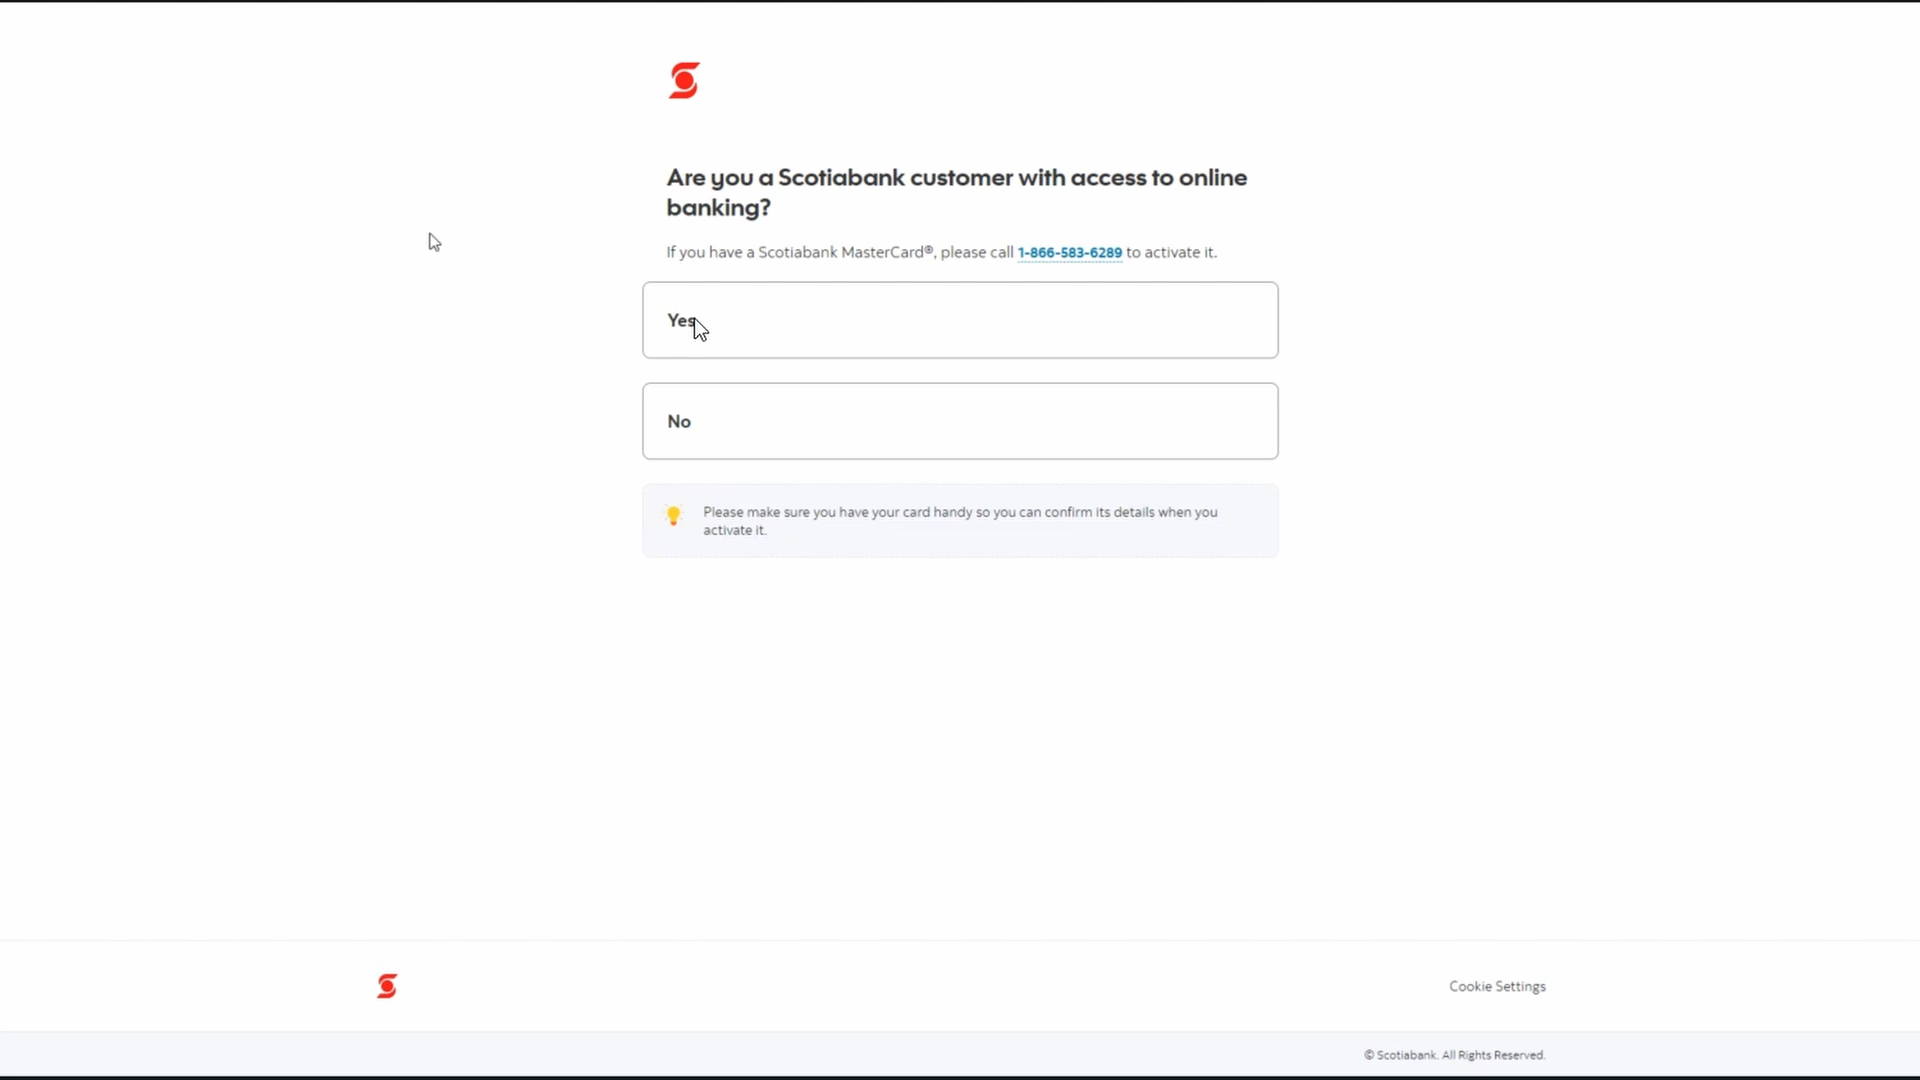 Are you a Scotiabank customer with access to online
banking?
If you have a Scotiabank MasterCard®, please call 1-866-583-6289 to activate it.
Yes
No
Please make sure you have your card handy so you can confirm its details when you
activate it.
Cookie Settings
© Scotiabank. All Rights Reserved.